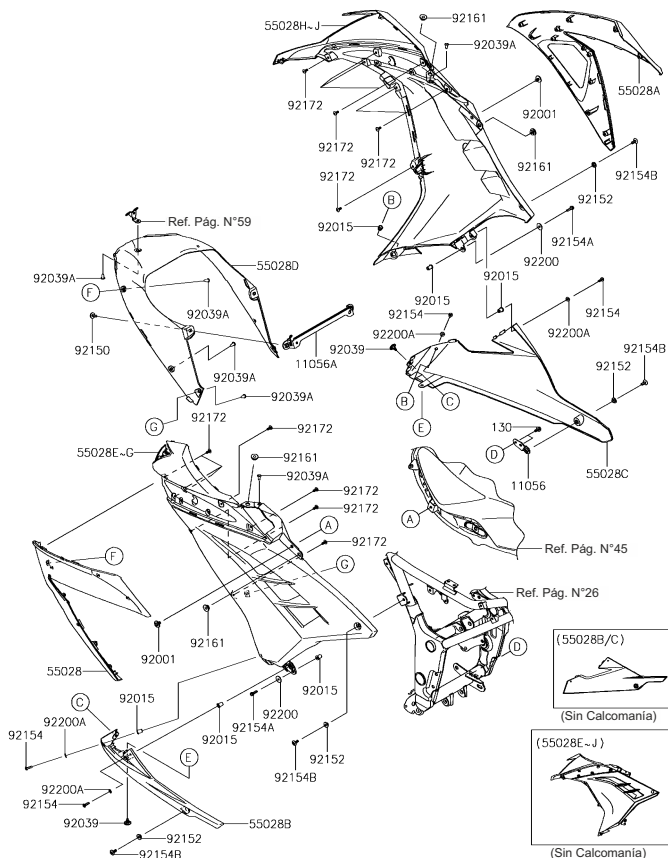 55028H~J
92161
92039A
55028A
92172
92001
92172
92172
92161
92154B
92172
92152
B
92015
Ref. Pág. N°59
92154A
92200
55028D
92015
92015
92039A
F
92154
92154
92039A
92200A
92200A
92150
92039
92154B
11056A
92152
92039A
B
C
92039A
E
G
130
92172
92172
D
55028E~G
92161
55028C
92039A
11056
92172
92172
A
A
92172
Ref. Pág. N°45
F
G
Ref. Pág. N°26
(55028B/C)
D
55028
92001
92161
92015
(Sin Calcomanía)
C
92015
92200
92200A
92015
92154A
(55028E~J)
92154
E
92152
92154B
92200A
92154
92039
55028B
92152
92154B
(Sin Calcomanía)